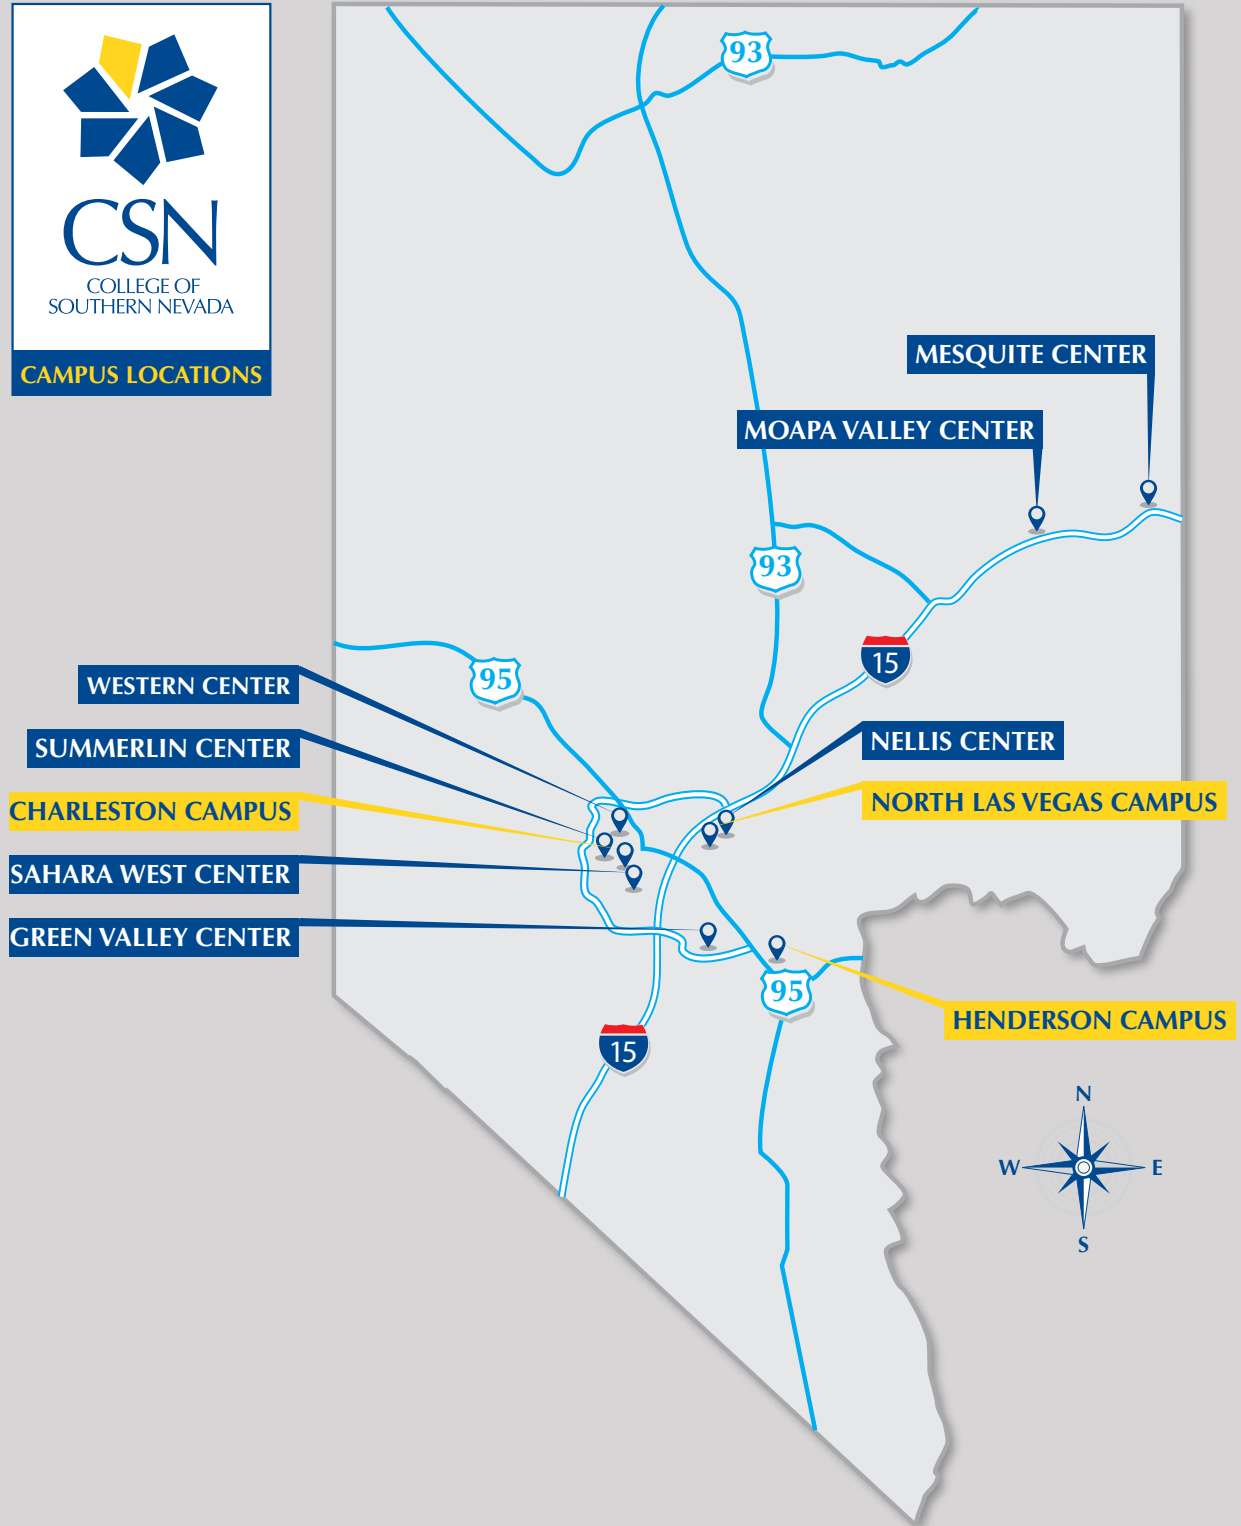 CSN
COLLEGE OF
SOUTHERN NEVADA
CAMPUS LOCATIONS
93
MESQUITE CENTER
MOAPA VALLEY CENTER
93
15
95
WESTERN CENTER
SUMMERLIN CENTER
CHARLESTON CAMPUS
SAHARA WEST CENTER
GREEN VALLEY CENTER
NELLIS CENTER
NORTH LAS VEGAS CAMPUS
95
HENDERSON CAMPUS
15
N
W
E
S